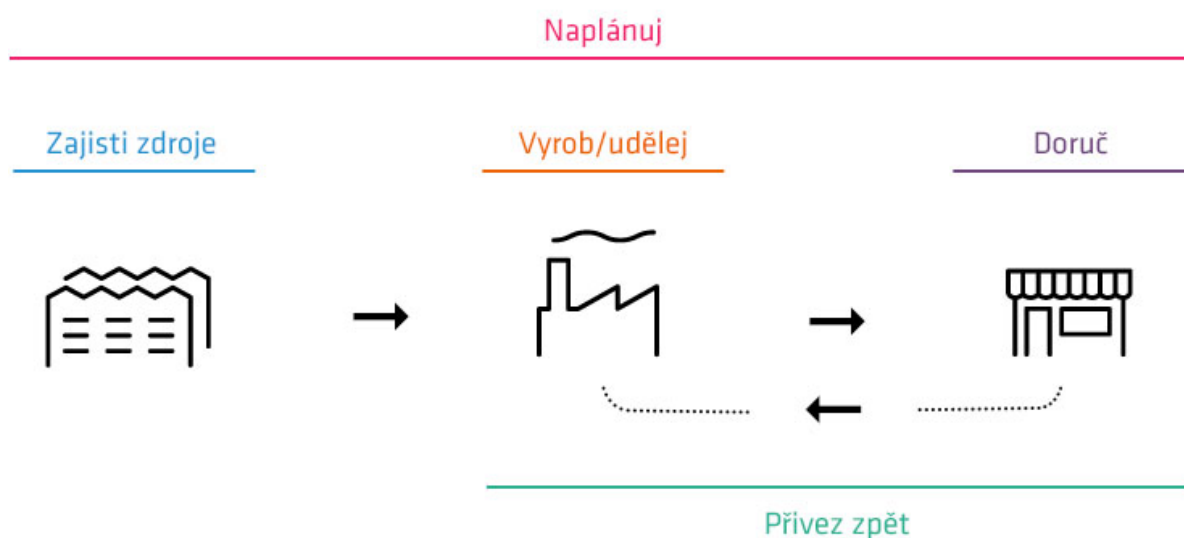 Naplánuj
Zajisti zdroje
Vyrob/udělej
Doruč
Přivez zpět